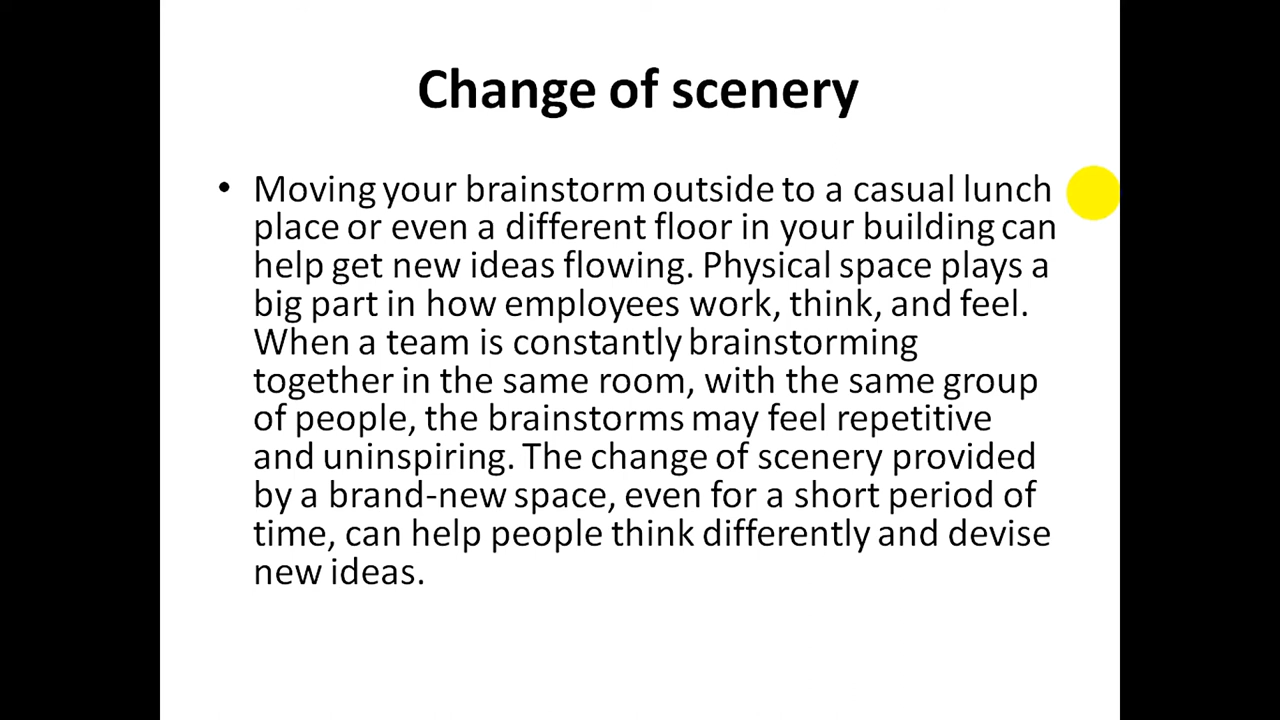 Change of scenery
• Moving your brainstorm outside to a casual lunch
place or even a different floor in your building can
help get new ideas flowing. Physical space plays a
big part in how employees work, think, and feel.
When a team is constantly brainstorming
together in the same room, with the same group
of people, the brainstorms may feel repetitive
and uninspiring. The change of scenery provided
by a brand-new space, even for a short period of
time, can help people think differently and devise
new ideas.